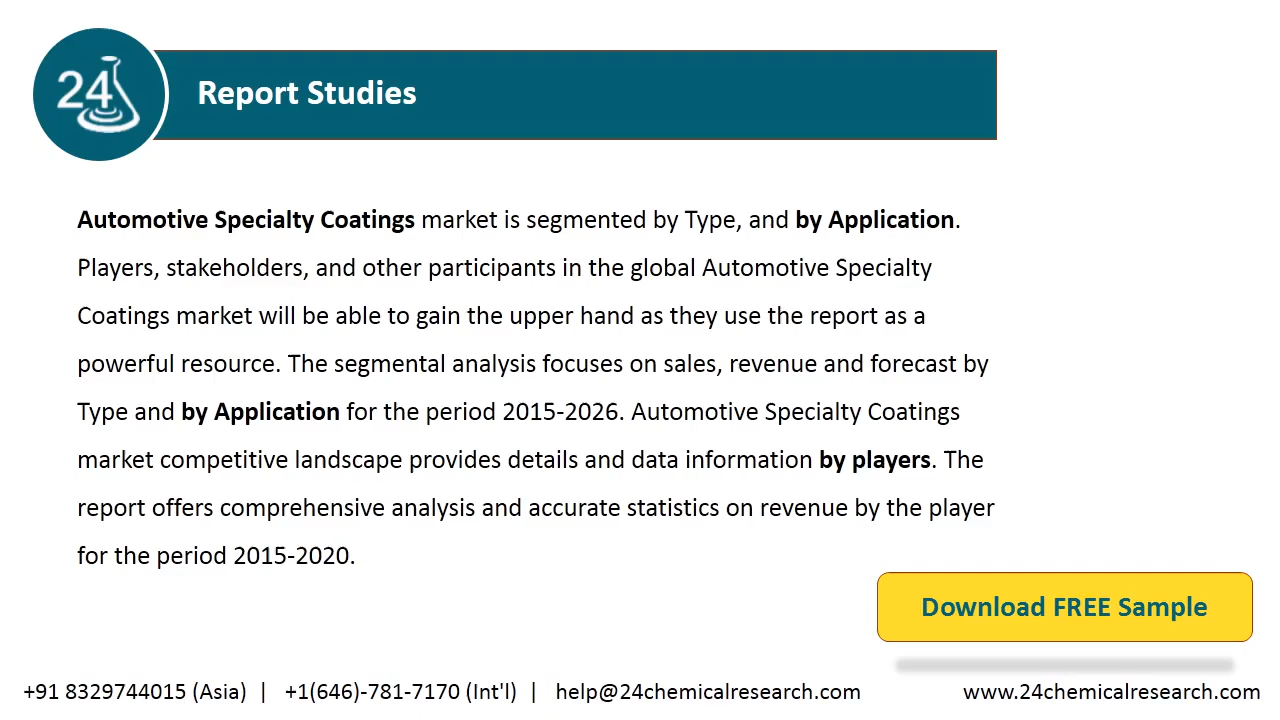 24
Report Studies
Automotive Specialty Coatings market is segmented by Type, and by Application.
Players, stakeholders, and other participants in the global Automotive Specialty
Coatings market will be able to gain the upper hand as they use the report as a
powerful resource. The segmental analysis focuses on sales, revenue and forecast by
Type and by Application for the period 2015-2026. Automotive Specialty Coatings
market competitive landscape provides details and data information by players. The
report offers comprehensive analysis and accurate statistics on revenue by the player
for the period 2015-2020.
Download FREE Sample
+91 8329744015 (Asia) | +1(646)-781-7170 (Int'l) | help@24chemicalresearch.com www.24chemicalresearch.com